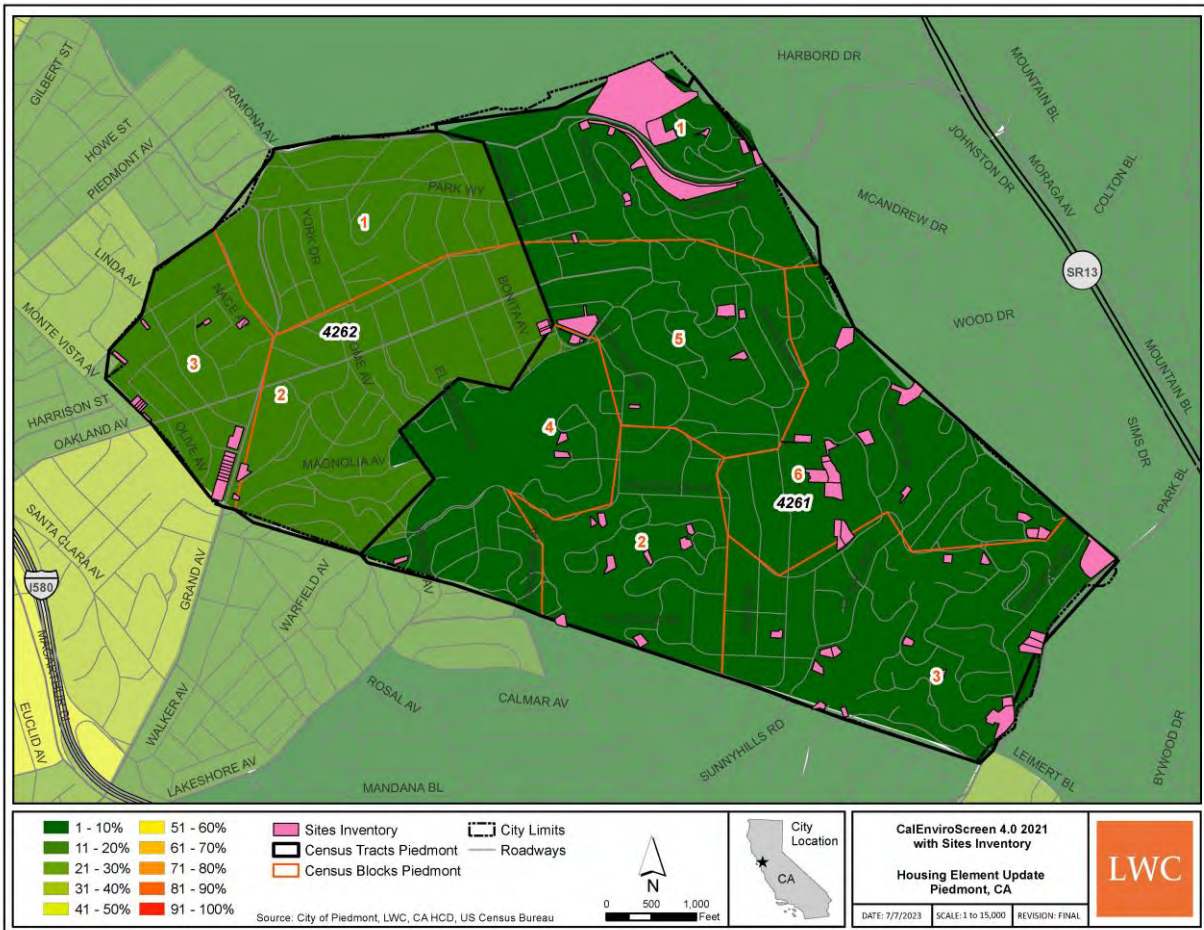 HARBORD DR
GILBERT ST
HOWE ST
PIEDMONT AV
RAMONA AV
MOUNTAIN BL
JOHNSTON DR
MORAGA AV
COLTON BL
PARK WY
1
1
YORK DR
MCANDREW DR
LINDA AV
SR13
NACE
BONITA AV
MONTE VISTA AV
4262
WOOD DR
3
5
2
HARRISON ST
OAKLAND AV
OLIVE AV
MOUNTAIN BL
4
SIMS DR
MAGNOLIA AV
6
4261
PARK BL
SANTA CLARA AV
2
I580
GRAND AV
WARFIELD AV
AV
MACARTHUR BL
3
ROSAL AV
CALMAR AV
WALKER AV
EUCLID AV
SUNNYHILLS RD
LEIMERT BL
BYWOOD DR
LAKESHORE AV
MANDANA BL
1 - 10%
11 - 20%
21 - 30%
31 - 40%
41 - 50%
51 - 60%
61 - 70%
71 - 80%
81 - 90%
91 - 100%
Sites Inventory
Census Tracts Piedmont
Census Blocks Piedmont
City Limits
Roadways
Source: City of Piedmont, LWC, CA HCD, US Census Bureau
N
0 500 1,000
Feet
City
Location
CA
CalEnviroScreen 4.0 2021
with Sites Inventory
Housing Element Update
Piedmont, CA
DATE: 7/7/2023
SCALE: 1 to 15,000
REVISION: FINAL
LWC